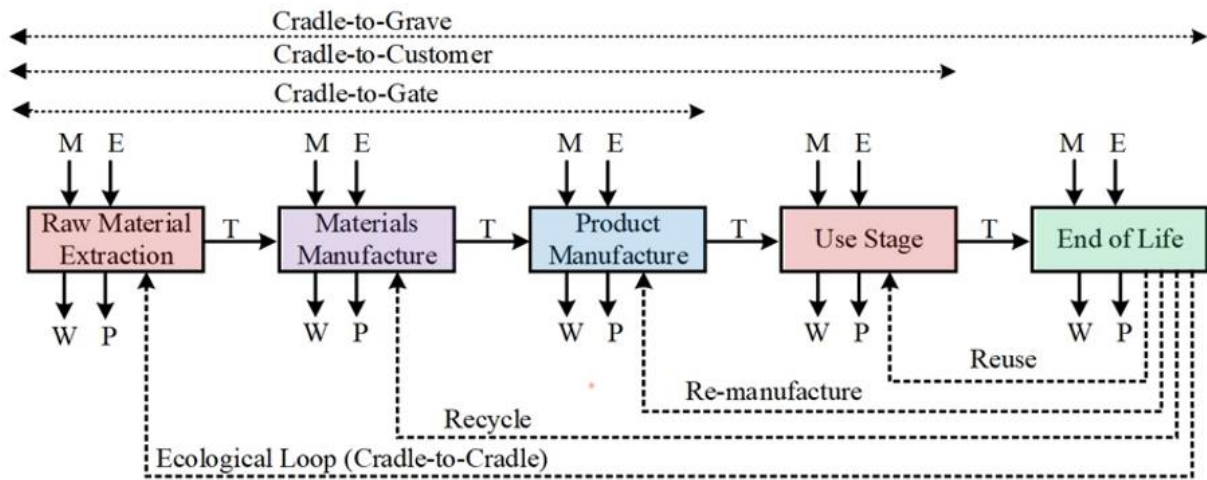 Cradle-to-Grave
Cradle-to-Customer
Cradle-to-Gate
M E M E M E M E M E
Raw Material
Extraction
T
Materials
Manufacture
T
Product
Manufacture
T
Use Stage
T
End of Life
W P W P W P W P W P
Reuse
Re-manufacture
Recycle
Ecological Loop (Cradle-to-Cradle)